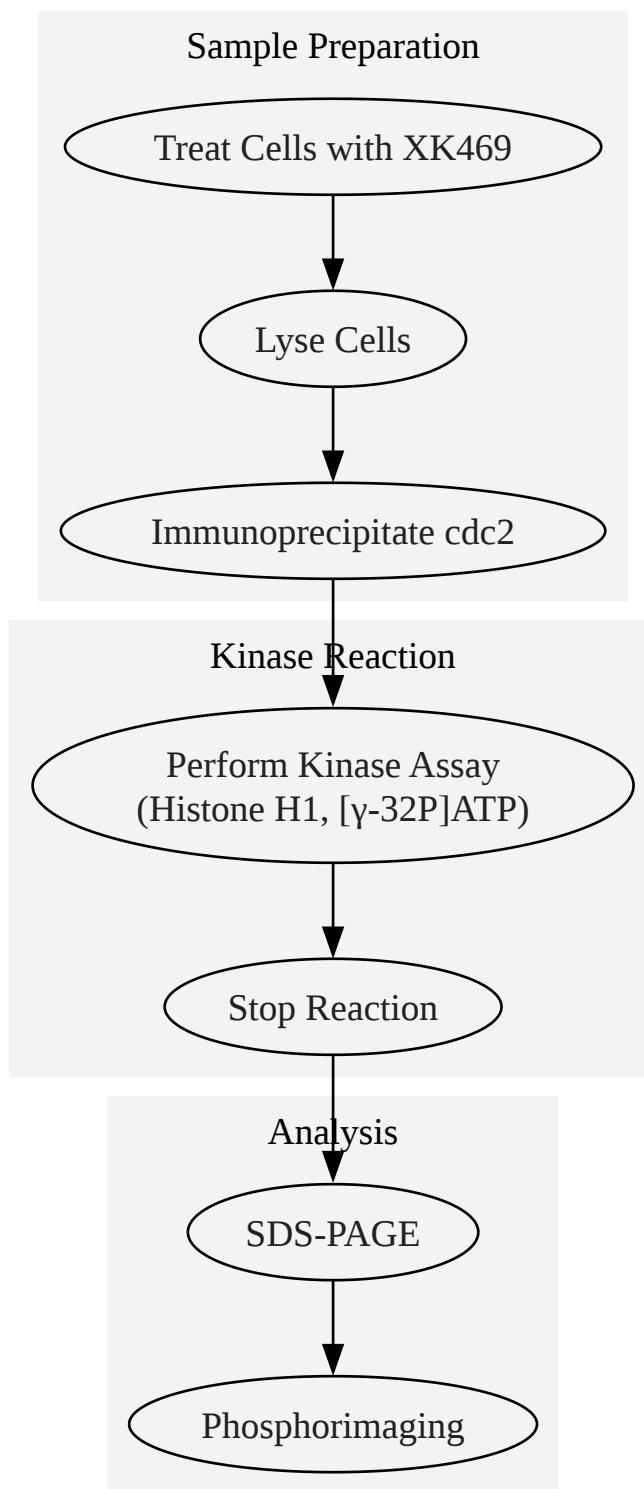 Sample Preparation
Treat Cells with XK469
Lyse Cells
Immunoprecipitate cdc2
Kinase Reaction
Perform Kinase Assay
(Histone H1, [γ-32P]ATP)
Stop Reaction
Analysis
SDS-PAGE
Phosphorimaging